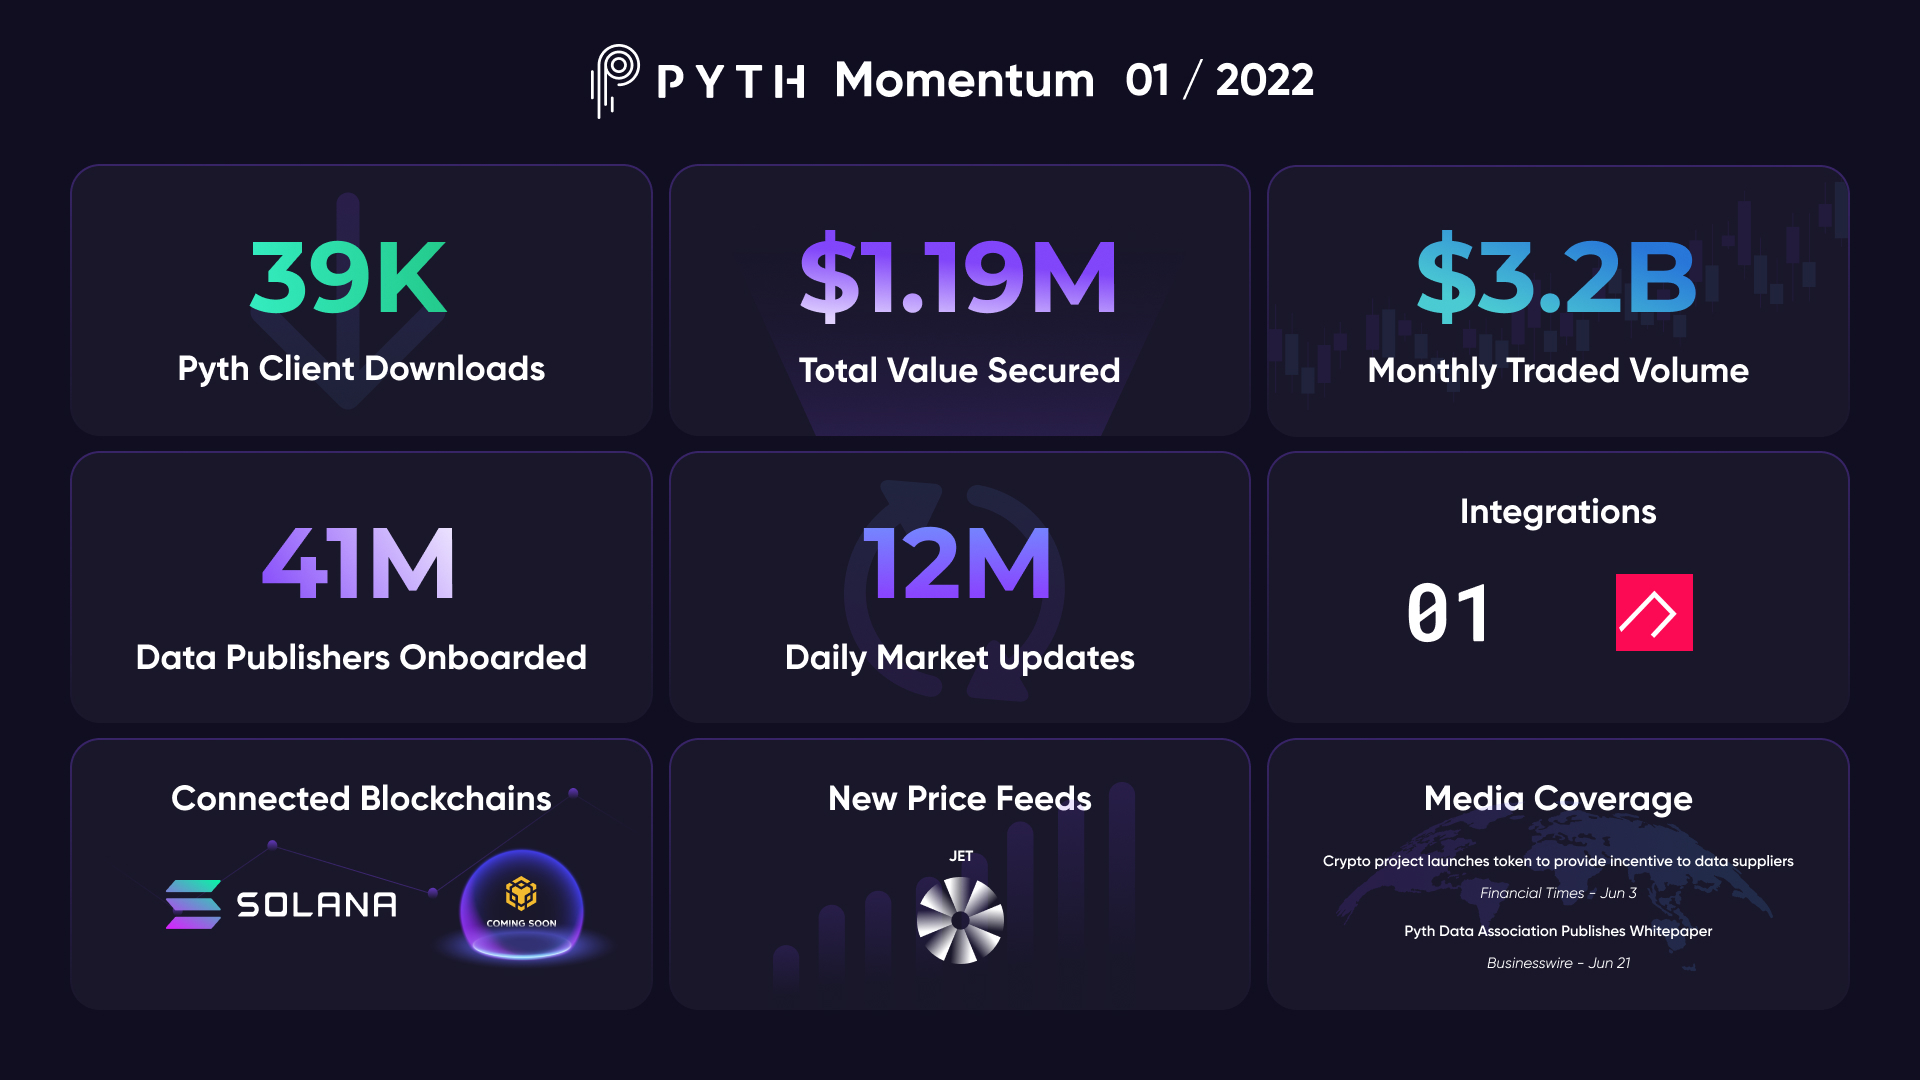 PYTH Momentum 01 / 2022
39K
Pyth Client Downloads
$1.19M
Total Value Secured
$3.2B
Monthly Traded Volume
41M
Data Publishers Onboarded
12M
Daily Market Updates
Integrations
01
Connected Blockchains
SOLANA
COMING SOON
New Price Feeds
JET
Media Coverage
Crypto project launches token to provide incentive to data suppliers
Financial Times - Jun 3
Pyth Data Association Publishes Whitepaper
Businesswire - Jun 21